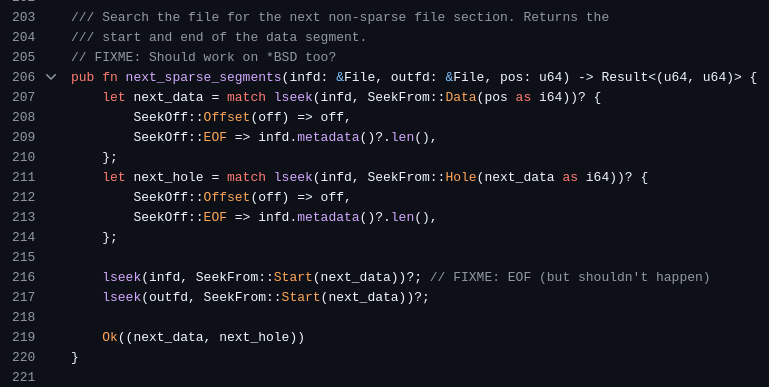 202
203 /// Search the file for the next non-sparse file section. Returns the
204 /// start and end of the data segment.
205 // FIXME: Should work on *BSD too?
206 pub fn next_sparse_segments(infd: &File, outfd: &File, pos: u64) -> Result<(u64, u64)> {
207     let next_data = match lseek(infd, SeekFrom::Data(pos as i64))? {
208         SeekOff::Offset(off) => off,
209         SeekOff::EOF => infd.metadata()?.len(),
210     };
211     let next_hole = match lseek(infd, SeekFrom::Hole(next_data as i64))? {
212         SeekOff::Offset(off) => off,
213         SeekOff::EOF => infd.metadata()?.len(),
214     };
215
216     lseek(infd, SeekFrom::Start(next_data))?; // FIXME: EOF (but shouldn't happen)
217     lseek(outfd, SeekFrom::Start(next_data))?;
218
219     Ok((next_data, next_hole))
220 }
221